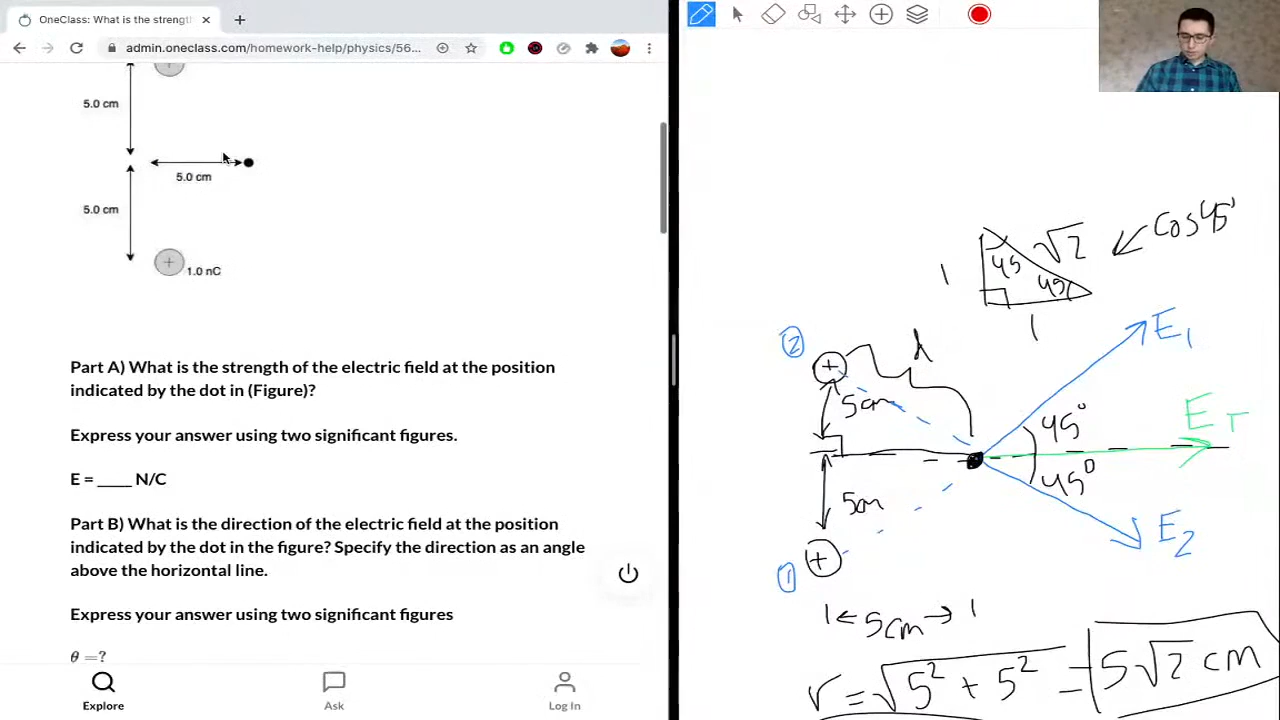 OneClass: What is the strengt
admin.oneclass.com/homework-help/physics/56...
5.0 cm
5.0 cm
5.0 cm
1.0 nC
Part A) What is the strength of the electric field at the position
indicated by the dot in (Figure)?
Express your answer using two significant figures.
E = ____ N/C
Part B) What is the direction of the electric field at the position
indicated by the dot in the figure? Specify the direction as an angle
above the horizontal line.
Express your answer using two significant figures
θ =?
Explore
Ask
Log In
cos45°
√2
45
45
1
1
② d E₁
+
5cm 45° E_T
5cm 45°
E₂
① +
5cm
r = √5² + 5² = 5√2 cm